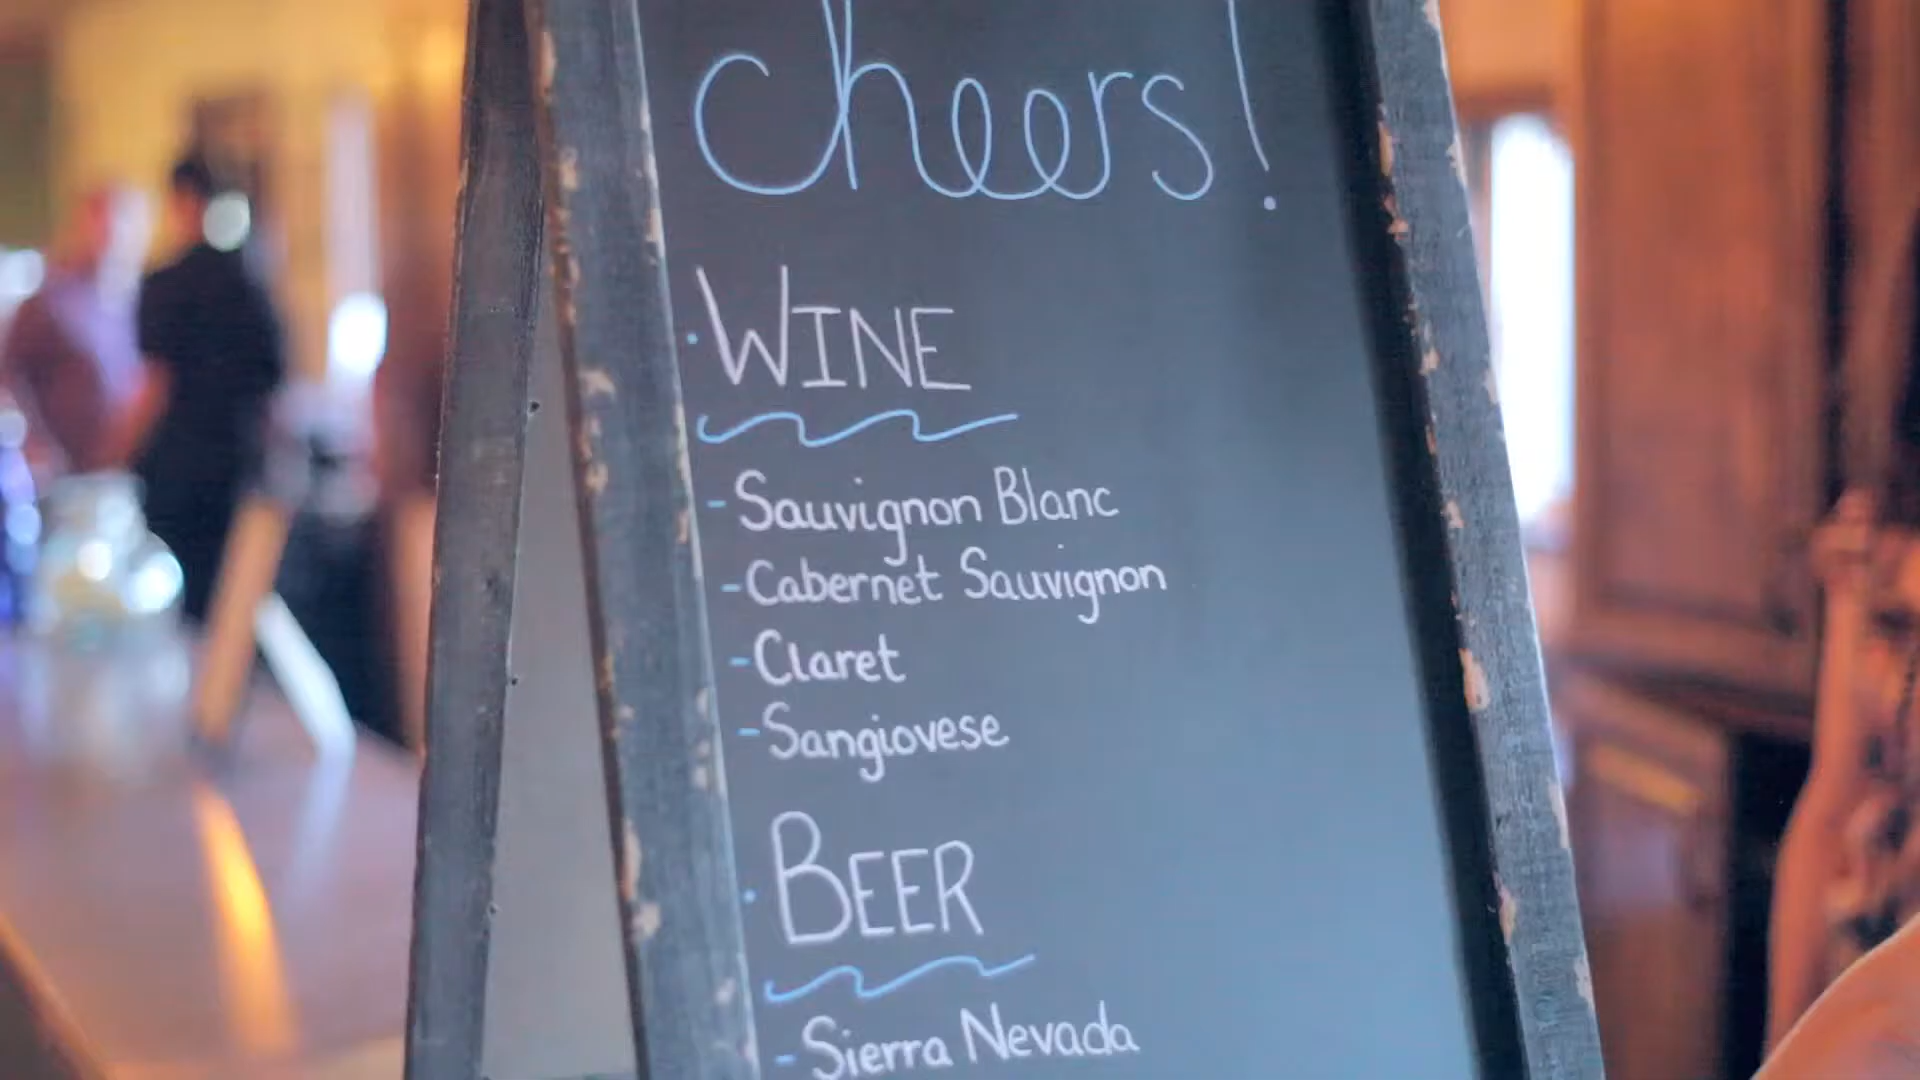 cheers!
WINE
- Sauvignon Blanc
- Cabernet Sauvignon
- Claret
- Sangiovese
BEER
- Sierra Nevada